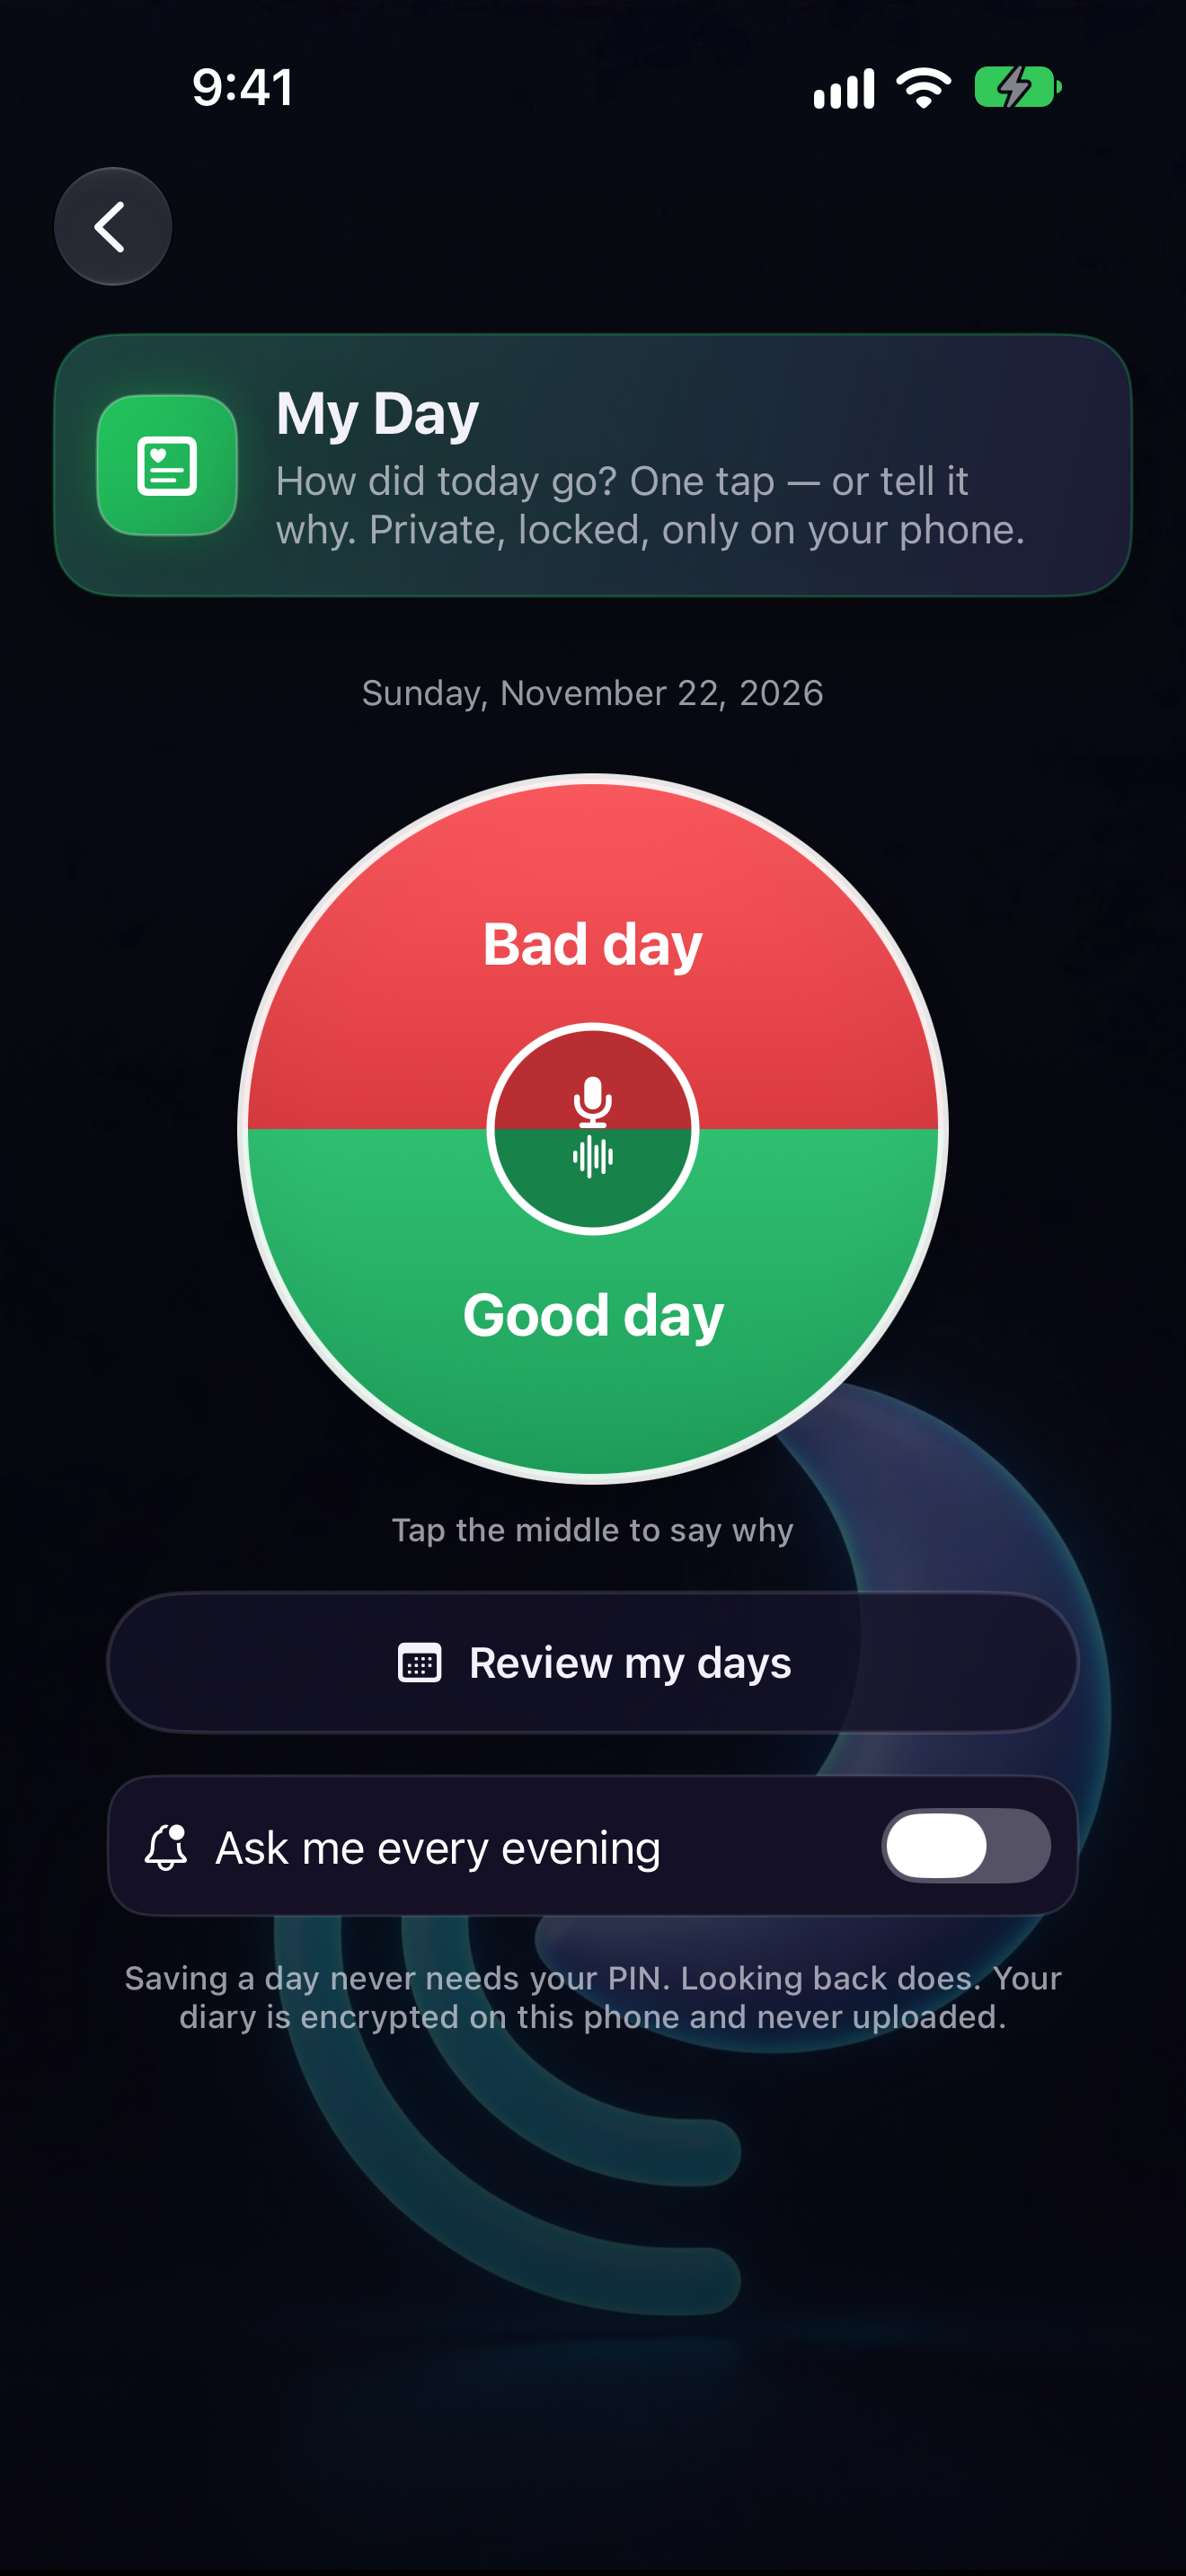 9:41
My Day
How did today go? One tap — or tell it
why. Private, locked, only on your phone.
Sunday, November 22, 2026
Bad day
Good day
Tap the middle to say why
Review my days
Ask me every evening
Saving a day never needs your PIN. Looking back does. Your
diary is encrypted on this phone and never uploaded.